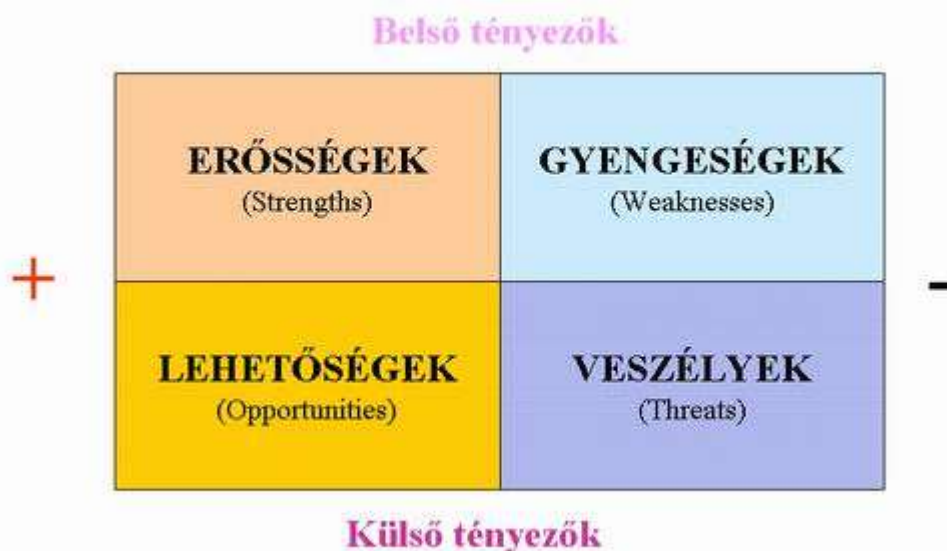 Belső tényezők
ERŐSSÉGEK
(Strengths)
GYENGESÉGEK
(Weaknesses)
+
-
LEHETŐSÉGEK
(Opportunities)
VESZÉLYEK
(Threats)
Külső tényezők